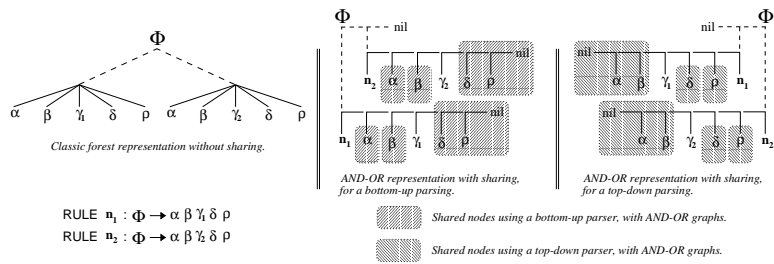 Φ
α β γ1 δ ρ α β γ2 δ ρ
Classic forest representation without sharing.
RULE n1 : Φ → α β γ1 δ ρ
RULE n2 : Φ → α β γ2 δ ρ
Φ
nil
nil
n2 α β γ2 δ ρ
nil
n1 α β γ1 δ ρ
AND-OR representation with sharing,
for a bottom-up parsing.
Φ
nil
nil
α β γ1 δ ρ n1
nil
α β γ2 δ ρ n2
AND-OR representation with sharing,
for a top-down parsing.
Shared nodes using a bottom-up parser, with AND-OR graphs.
Shared nodes using a top-down parser, with AND-OR graphs.